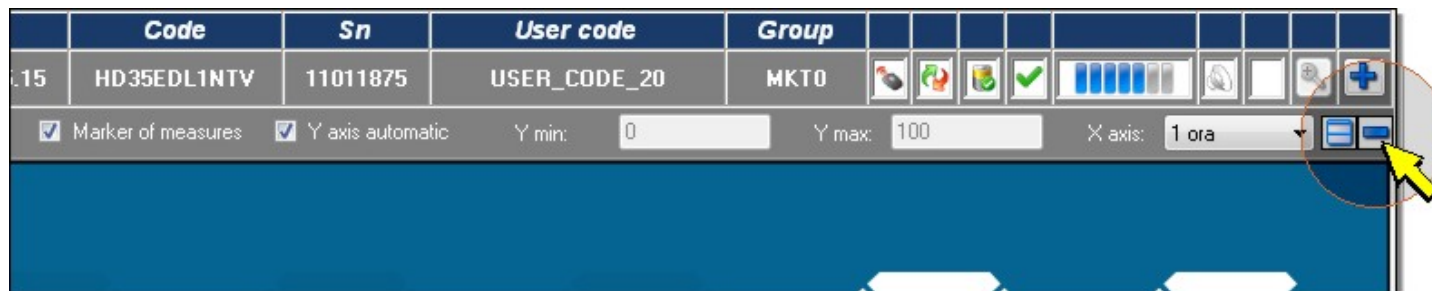 Code Sn User code Group
.15 HD35EDL1NTV 11011875 USER_CODE_20 MKT0
Marker of measures Y axis automatic Y min: 0 Y max: 100 X axis: 1 ora